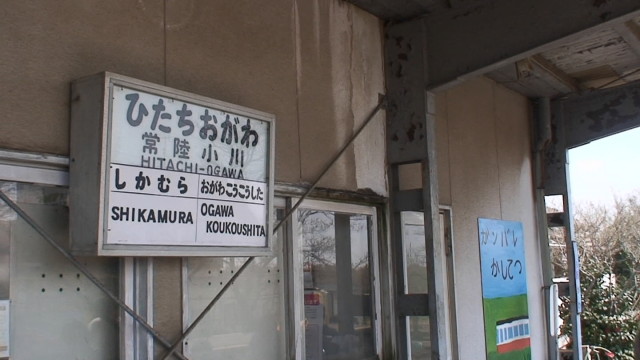 ひたちおがわ
常陸小川
HITACHI-OGAWA
しかむら
おがわこうこうした
SHIKAMURA
OGAWA
KOUKOUSHITA
ガンバレ
かしてつ